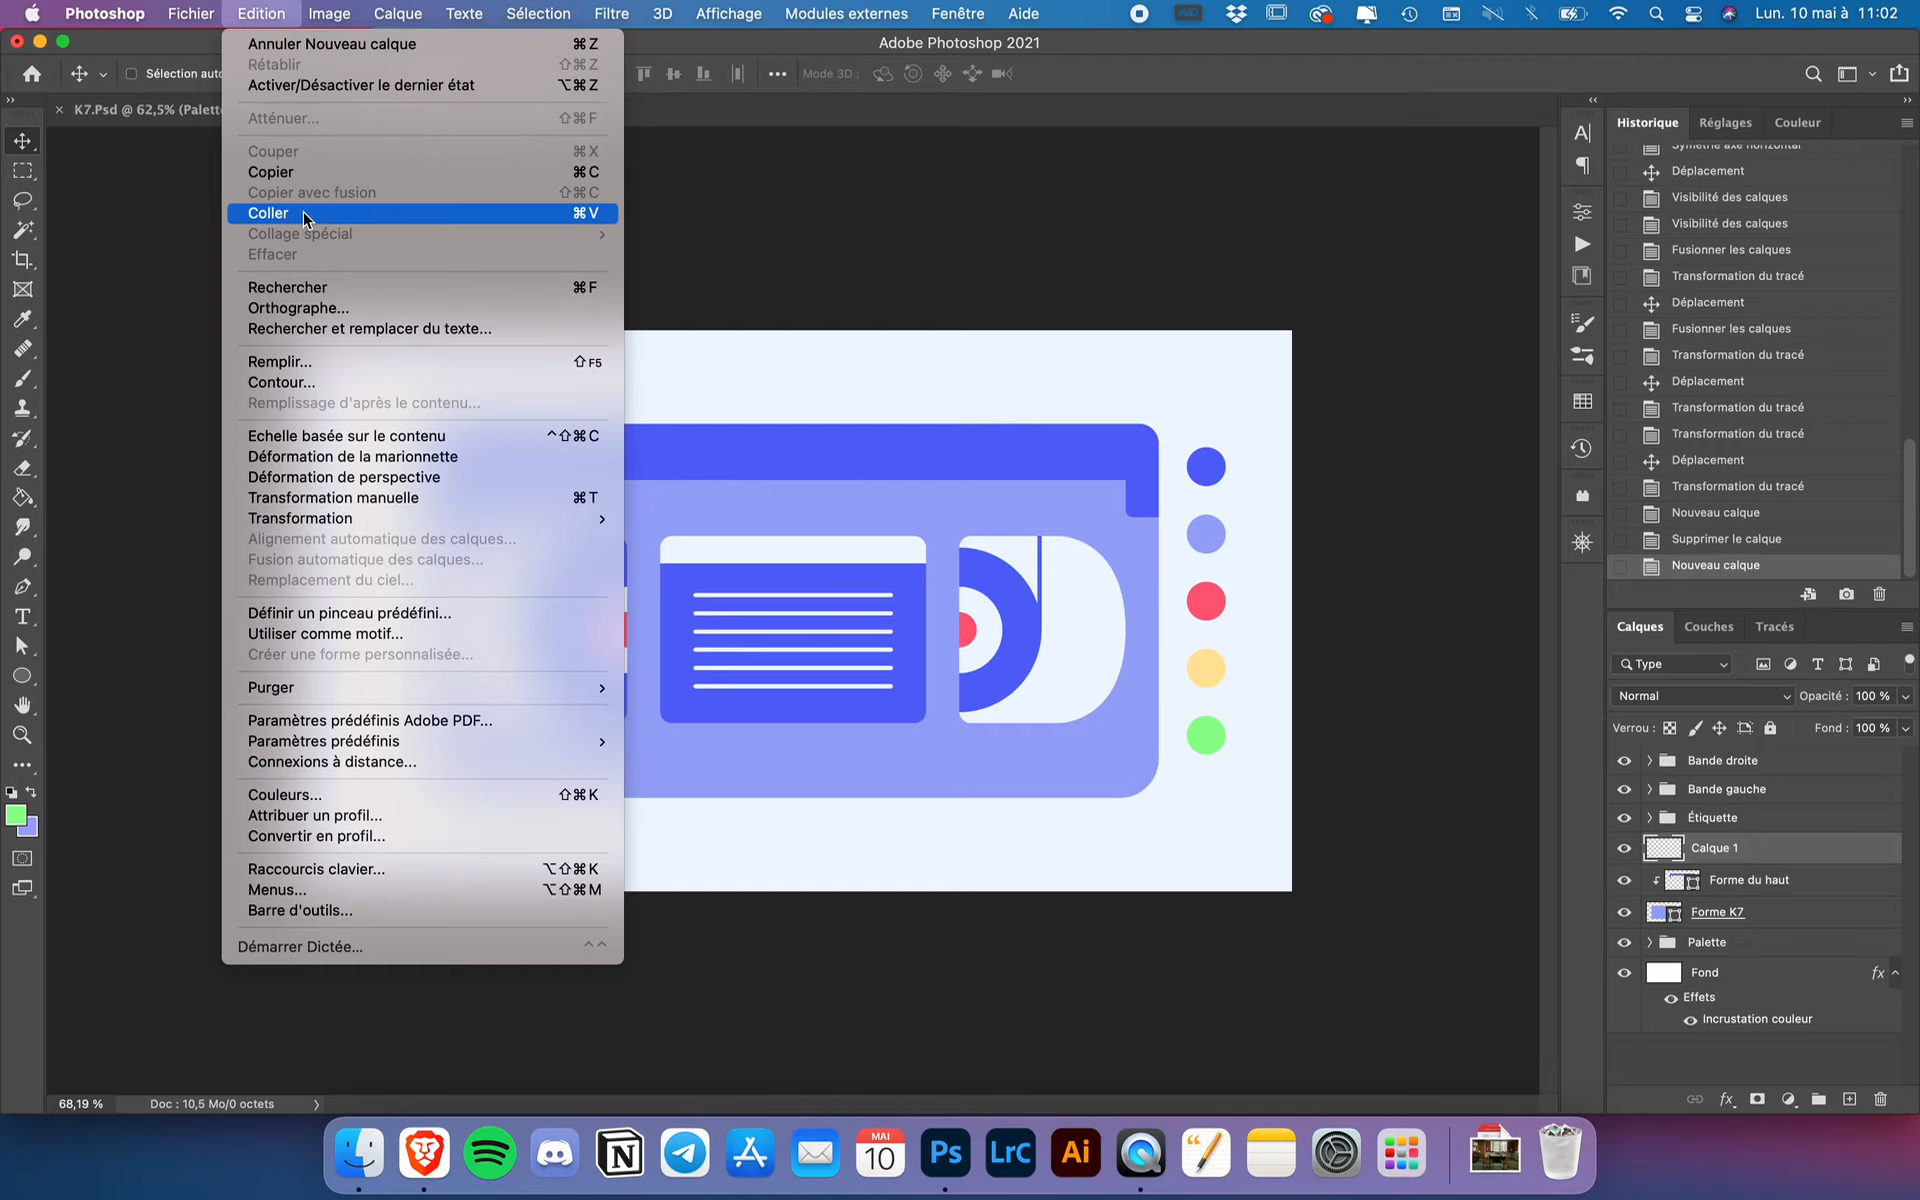 Photoshop Fichier Edition Image Calque Texte Sélection Filtre 3D Affichage Modules externes Fenêtre Aide Lun. 10 mai à 11:02
Adobe Photoshop 2021
Sélection auto Mode 3D :
K7.Psd @ 62,5% (Palett
Annuler Nouveau calque ⌘Z
Rétablir ⇧⌘Z
Activer/Désactiver le dernier état ⌥⌘Z
Atténuer... ⇧⌘F
Couper ⌘X
Copier ⌘C
Copier avec fusion ⇧⌘C
Coller ⌘V
Collage spécial
Effacer
Rechercher ⌘F
Orthographe...
Rechercher et remplacer du texte...
Remplir... ⇧F5
Contour...
Remplissage d'après le contenu...
Echelle basée sur le contenu ^⇧⌘C
Déformation de la marionnette
Déformation de perspective
Transformation manuelle ⌘T
Transformation
Alignement automatique des calques...
Fusion automatique des calques...
Remplacement du ciel...
Définir un pinceau prédéfini...
Utiliser comme motif...
Créer une forme personnalisée...
Purger
Paramètres prédéfinis Adobe PDF...
Paramètres prédéfinis
Connexions à distance...
Couleurs... ⇧⌘K
Attribuer un profil...
Convertir en profil...
Raccourcis clavier... ⌥⇧⌘K
Menus... ⌥⇧⌘M
Barre d'outils...
Démarrer Dictée...
68,19 % Doc : 10,5 Mo/0 octets
Historique Réglages Couleur
Symétrie axe horizontal
Déplacement
Visibilité des calques
Visibilité des calques
Fusionner les calques
Transformation du tracé
Déplacement
Fusionner les calques
Transformation du tracé
Déplacement
Transformation du tracé
Transformation du tracé
Déplacement
Transformation du tracé
Nouveau calque
Supprimer le calque
Nouveau calque
Calques Couches Tracés
Type
Normal Opacité : 100 %
Verrou : Fond : 100 %
Bande droite
Bande gauche
Étiquette
Calque 1
Forme du haut
Forme K7
Palette
Fond fx
Effets
Incrustation couleur
fx
MAI
10
Ps
LrC
Ai